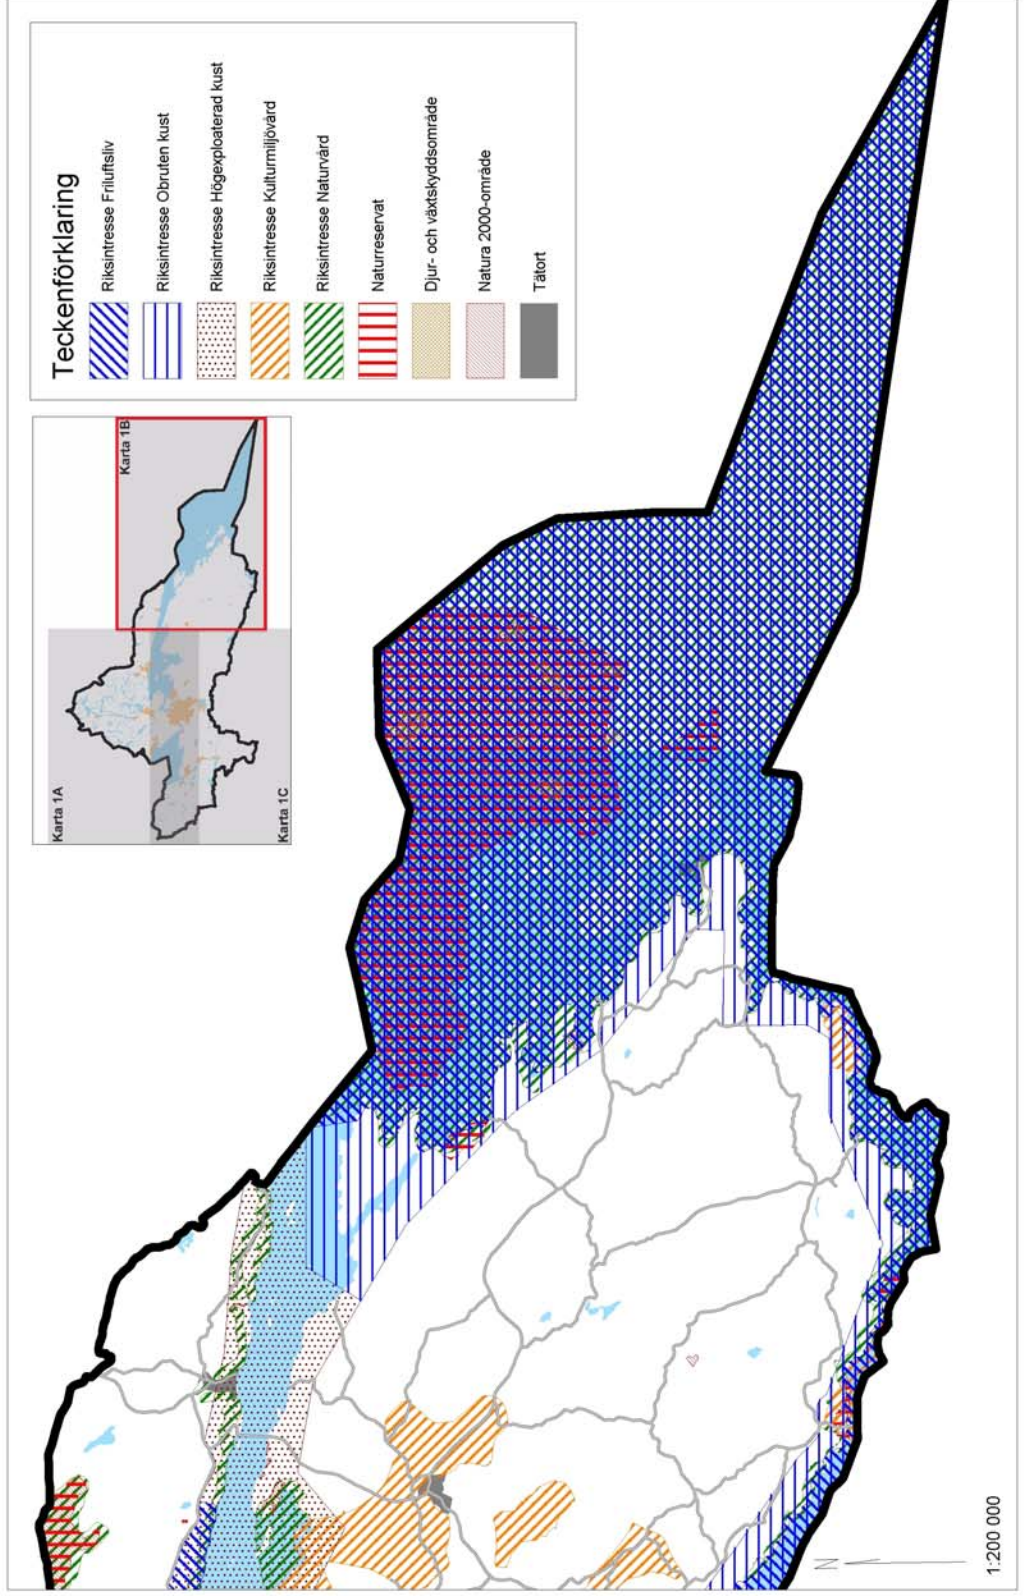 Teckenförklaring
Riksintresse Friluftsliv
Riksintresse Obruten kust
Riksintresse Högexploaterad kust
Riksintresse Kulturmiljövård
Riksintresse Naturvård
Naturreservat
Djur- och växtskyddsområde
Natura 2000-område
Tätort
Karta 1A
Karta 1B
Karta 1C
N
1:200 000